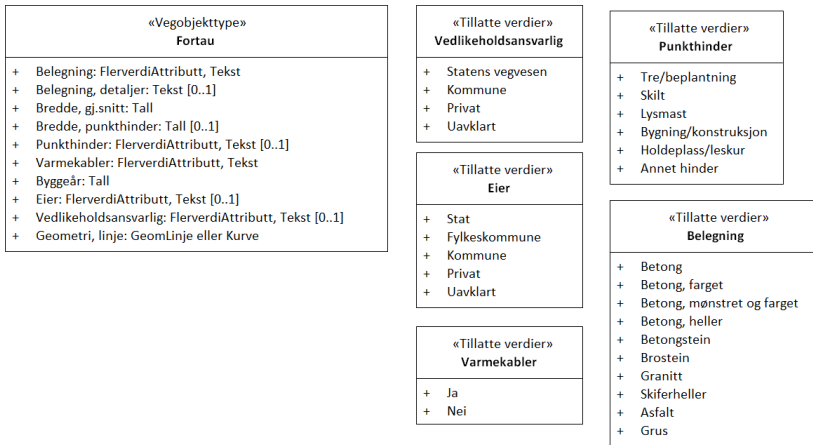 «Vegobjekttype»
Fortau
+ Belegning: FlerverdiAttributt, Tekst
+ Belegning, detaljer: Tekst [0..1]
+ Bredde, gj.snitt: Tall
+ Bredde, punkthinder: Tall [0..1]
+ Punkthinder: FlerverdiAttributt, Tekst [0..1]
+ Varmekabler: FlerverdiAttributt, Tekst
+ Byggeår: Tall
+ Eier: FlerverdiAttributt, Tekst [0..1]
+ Vedlikeholdsansvarlig: FlerverdiAttributt, Tekst [0..1]
+ Geometri, linje: GeomLinje eller Kurve
«Tillatte verdier»
Vedlikeholdsansvarlig
+ Statens vegvesen
+ Kommune
+ Privat
+ Uavklart
«Tillatte verdier»
Eier
+ Stat
+ Fylkeskommune
+ Kommune
+ Privat
+ Uavklart
«Tillatte verdier»
Varmekabler
+ Ja
+ Nei
«Tillatte verdier»
Punkthinder
+ Tre/beplantning
+ Skilt
+ Lysmast
+ Bygning/konstruksjon
+ Holdeplass/leskur
+ Annet hinder
«Tillatte verdier»
Belegning
+ Betong
+ Betong, farget
+ Betong, mønstret og farget
+ Betong, heller
+ Betongstein
+ Brostein
+ Granitt
+ Skiferheller
+ Asfalt
+ Grus